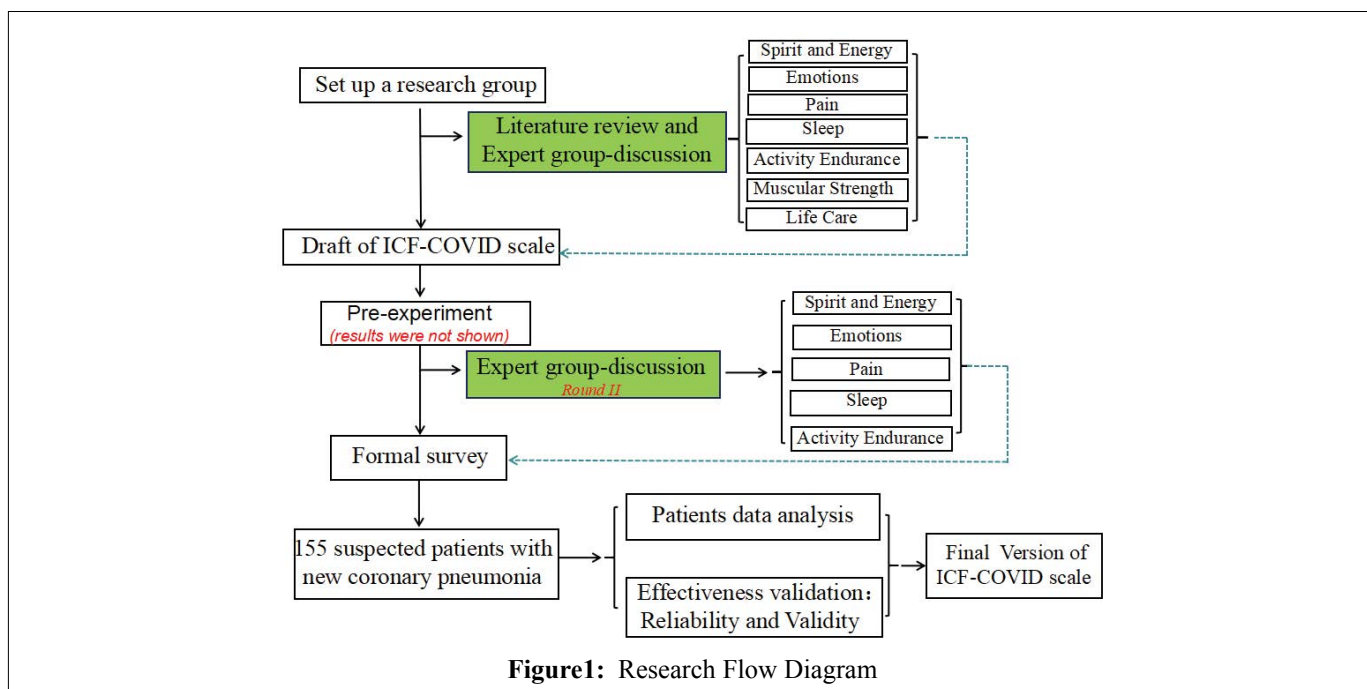 Set up a research group
Literature review and
Expert group-discussion
Spirit and Energy
Emotions
Pain
Sleep
Activity Endurance
Muscular Strength
Life Care
Draft of ICF-COVID scale
Pre-experiment
(results were not shown)
Expert group-discussion
Round II
Spirit and Energy
Emotions
Pain
Sleep
Activity Endurance
Formal survey
155 suspected patients with
new coronary pneumonia
Patients data analysis
Effectiveness validation：
Reliability and Validity
Final Version of
ICF-COVID scale
Figure1: Research Flow Diagram